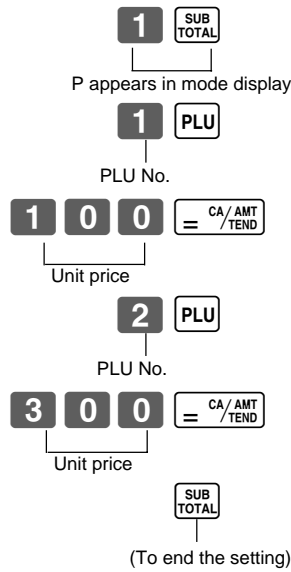 1 SUB TOTAL
P appears in mode display
1 PLU
PLU No.
1 0 0 = CA/AMT TEND
Unit price
2 PLU
PLU No.
3 0 0 = CA/AMT TEND
Unit price
SUB TOTAL
(To end the setting)